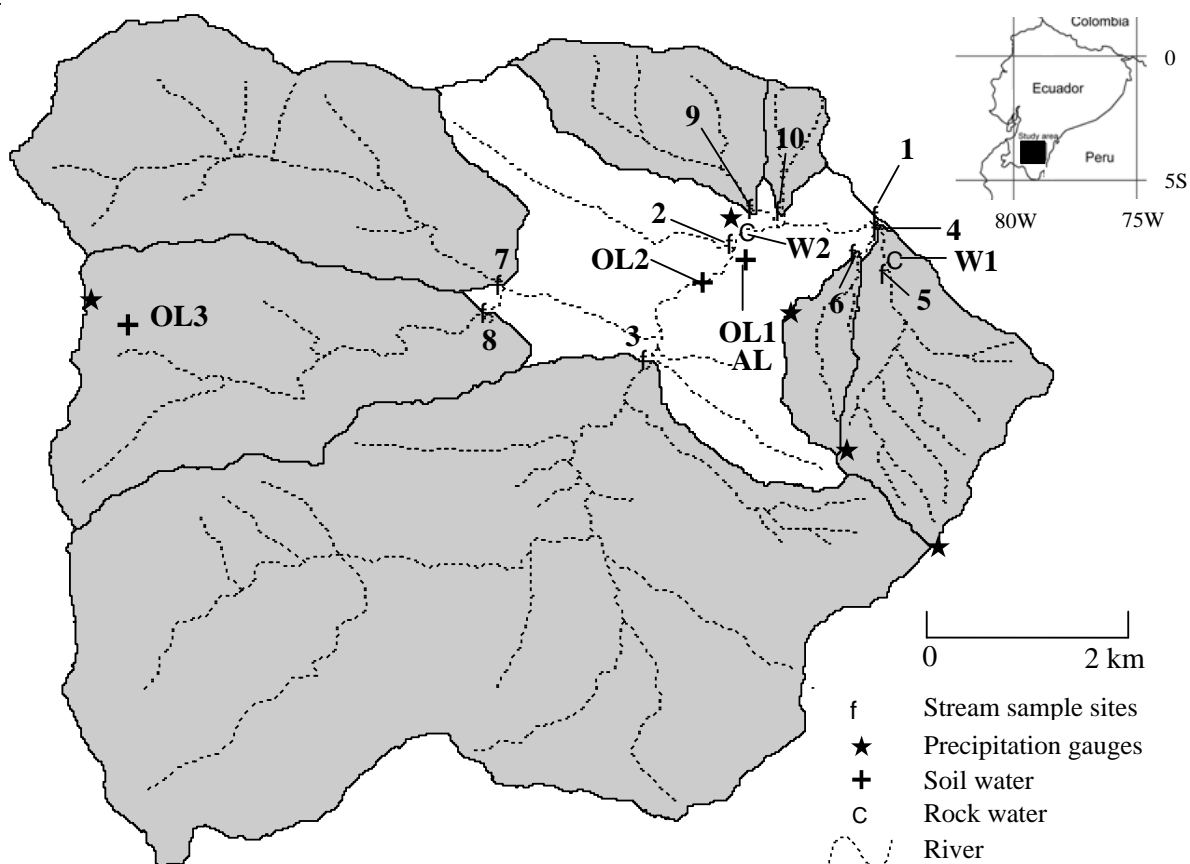 Colombia
0
Ecuador
Study area
Peru
5S
80W
75W
9
10
1
2
4
W2
OL2
W1
7
6
5
OL3
OL1
8
3
AL
0
2 km
f Stream sample sites
★ Precipitation gauges
+ Soil water
C Rock water
River